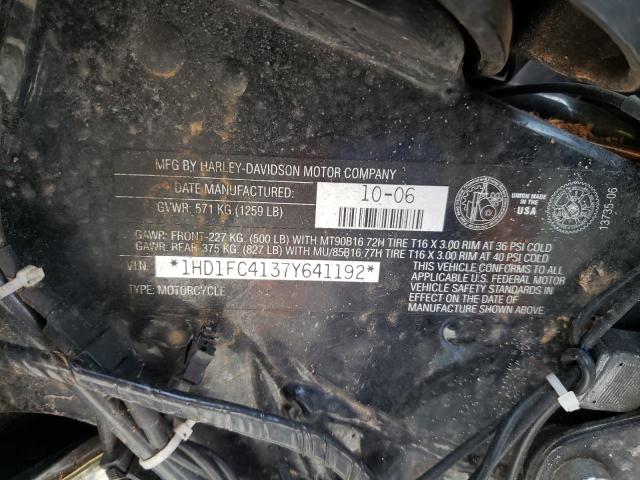 MFG BY HARLEY-DAVIDSON MOTOR COMPANY
DATE MANUFACTURED: 10-06
GVWR: 571 KG (1259 LB)
UNION MADE IN THE
USA
13735-06
GAWR: FRONT-227 KG. (500 LB) WITH MT90B16 72N TIRE T16 X 3.00 RIM AT 36 PSI COLD
GAWR: REAR 375 KG. (827 LB) WITH MU/85B16 77H TIRE T16 X 3.00 RIM AT 40 PSI COLD
VIN: *1HD1FC4137Y641192*
TYPE: MOTORCYCLE
THIS VEHICLE CONFORMS TO ALL
APPLICABLE U.S. FEDERAL MOTOR
VEHICLE SAFETY STANDARDS IN
EFFECT ON THE DATE OF
MANUFACTURE SHOWN ABOVE